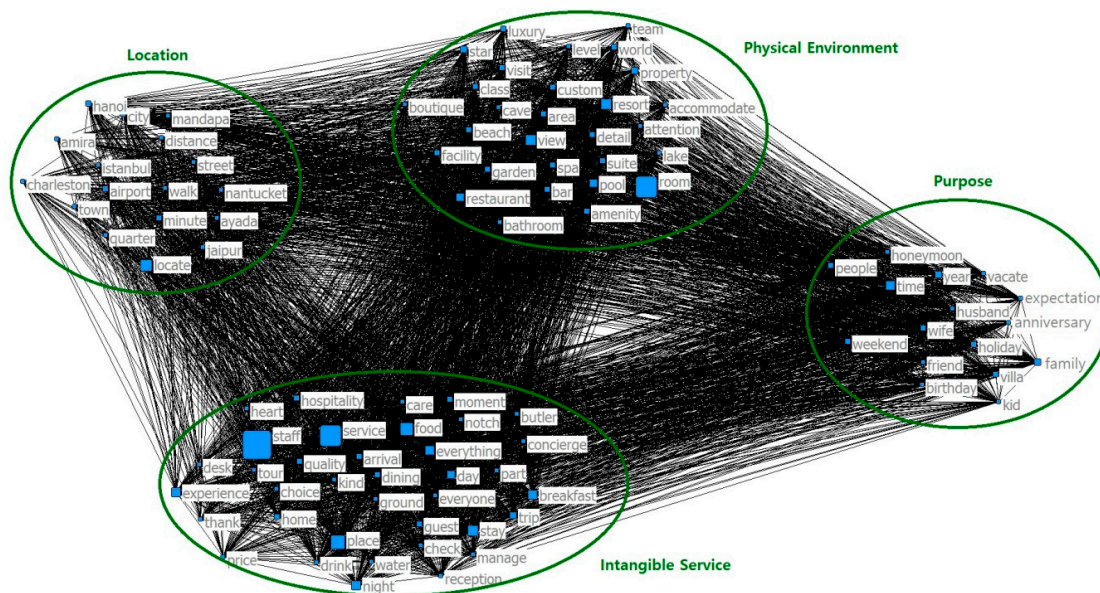 Location
hanoi
city
mandapa
amira
distance
istanbul
street
charleston
airport
walk
nantucket
town
minute
ayada
quarter
jaipur
locate
Physical Environment
luxury
team
star
level
world
visit
property
class
custom
boutique
cave
area
resort
accommodate
beach
view
detail
attention
facility
garden
spa
suite
lake
restaurant
bar
pool
room
bathroom
amenity
Purpose
honeymoon
people
time
year
vacate
expectation
husband
anniversary
wife
weekend
holiday
friend
family
villa
birthday
kid
Intangible Service
heart
hospitality
care
moment
butler
staff
service
food
notch
concierge
everything
desk
tour
quality
arrival
day
part
experience
choice
kind
dining
ground
everyone
breakfast
thank
home
guest
stay
trip
place
check
price
drink
water
manage
night
reception